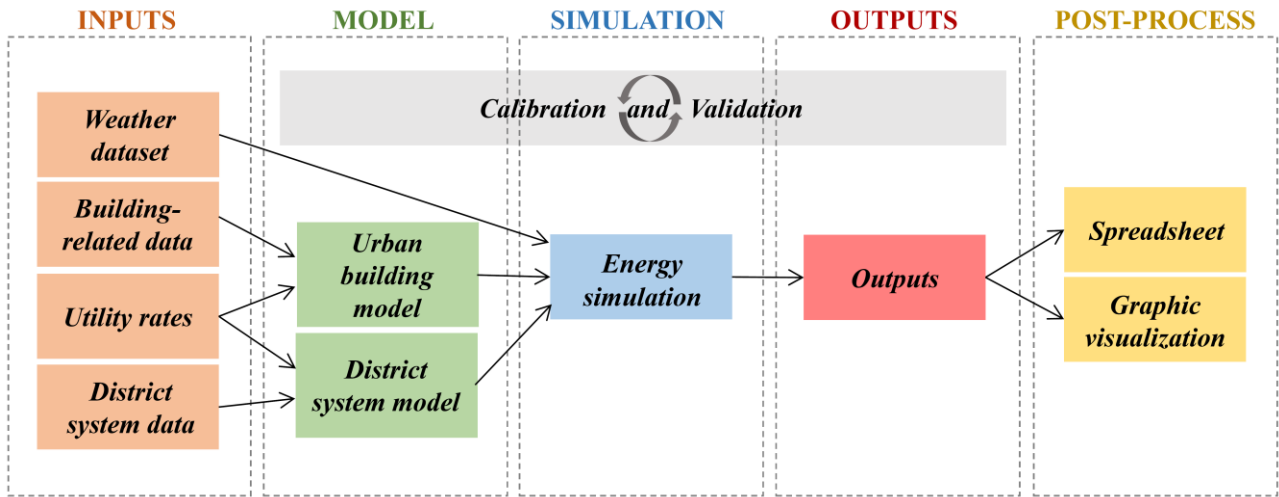 INPUTS
MODEL
SIMULATION
OUTPUTS
POST-PROCESS
Calibration and Validation
Weather
dataset
Building-
related data
Utility rates
District
system data
Urban
building
model
District
system model
Energy
simulation
Outputs
Spreadsheet
Graphic
visualization